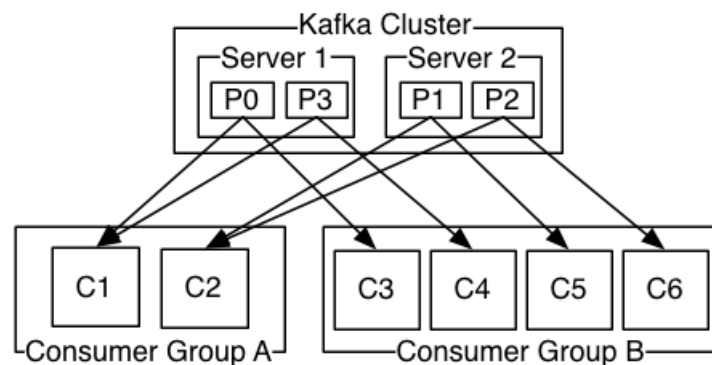 Kafka Cluster
Server 1 Server 2
P0 P3 P1 P2
C1 C2 C3 C4 C5 C6
Consumer Group A Consumer Group B